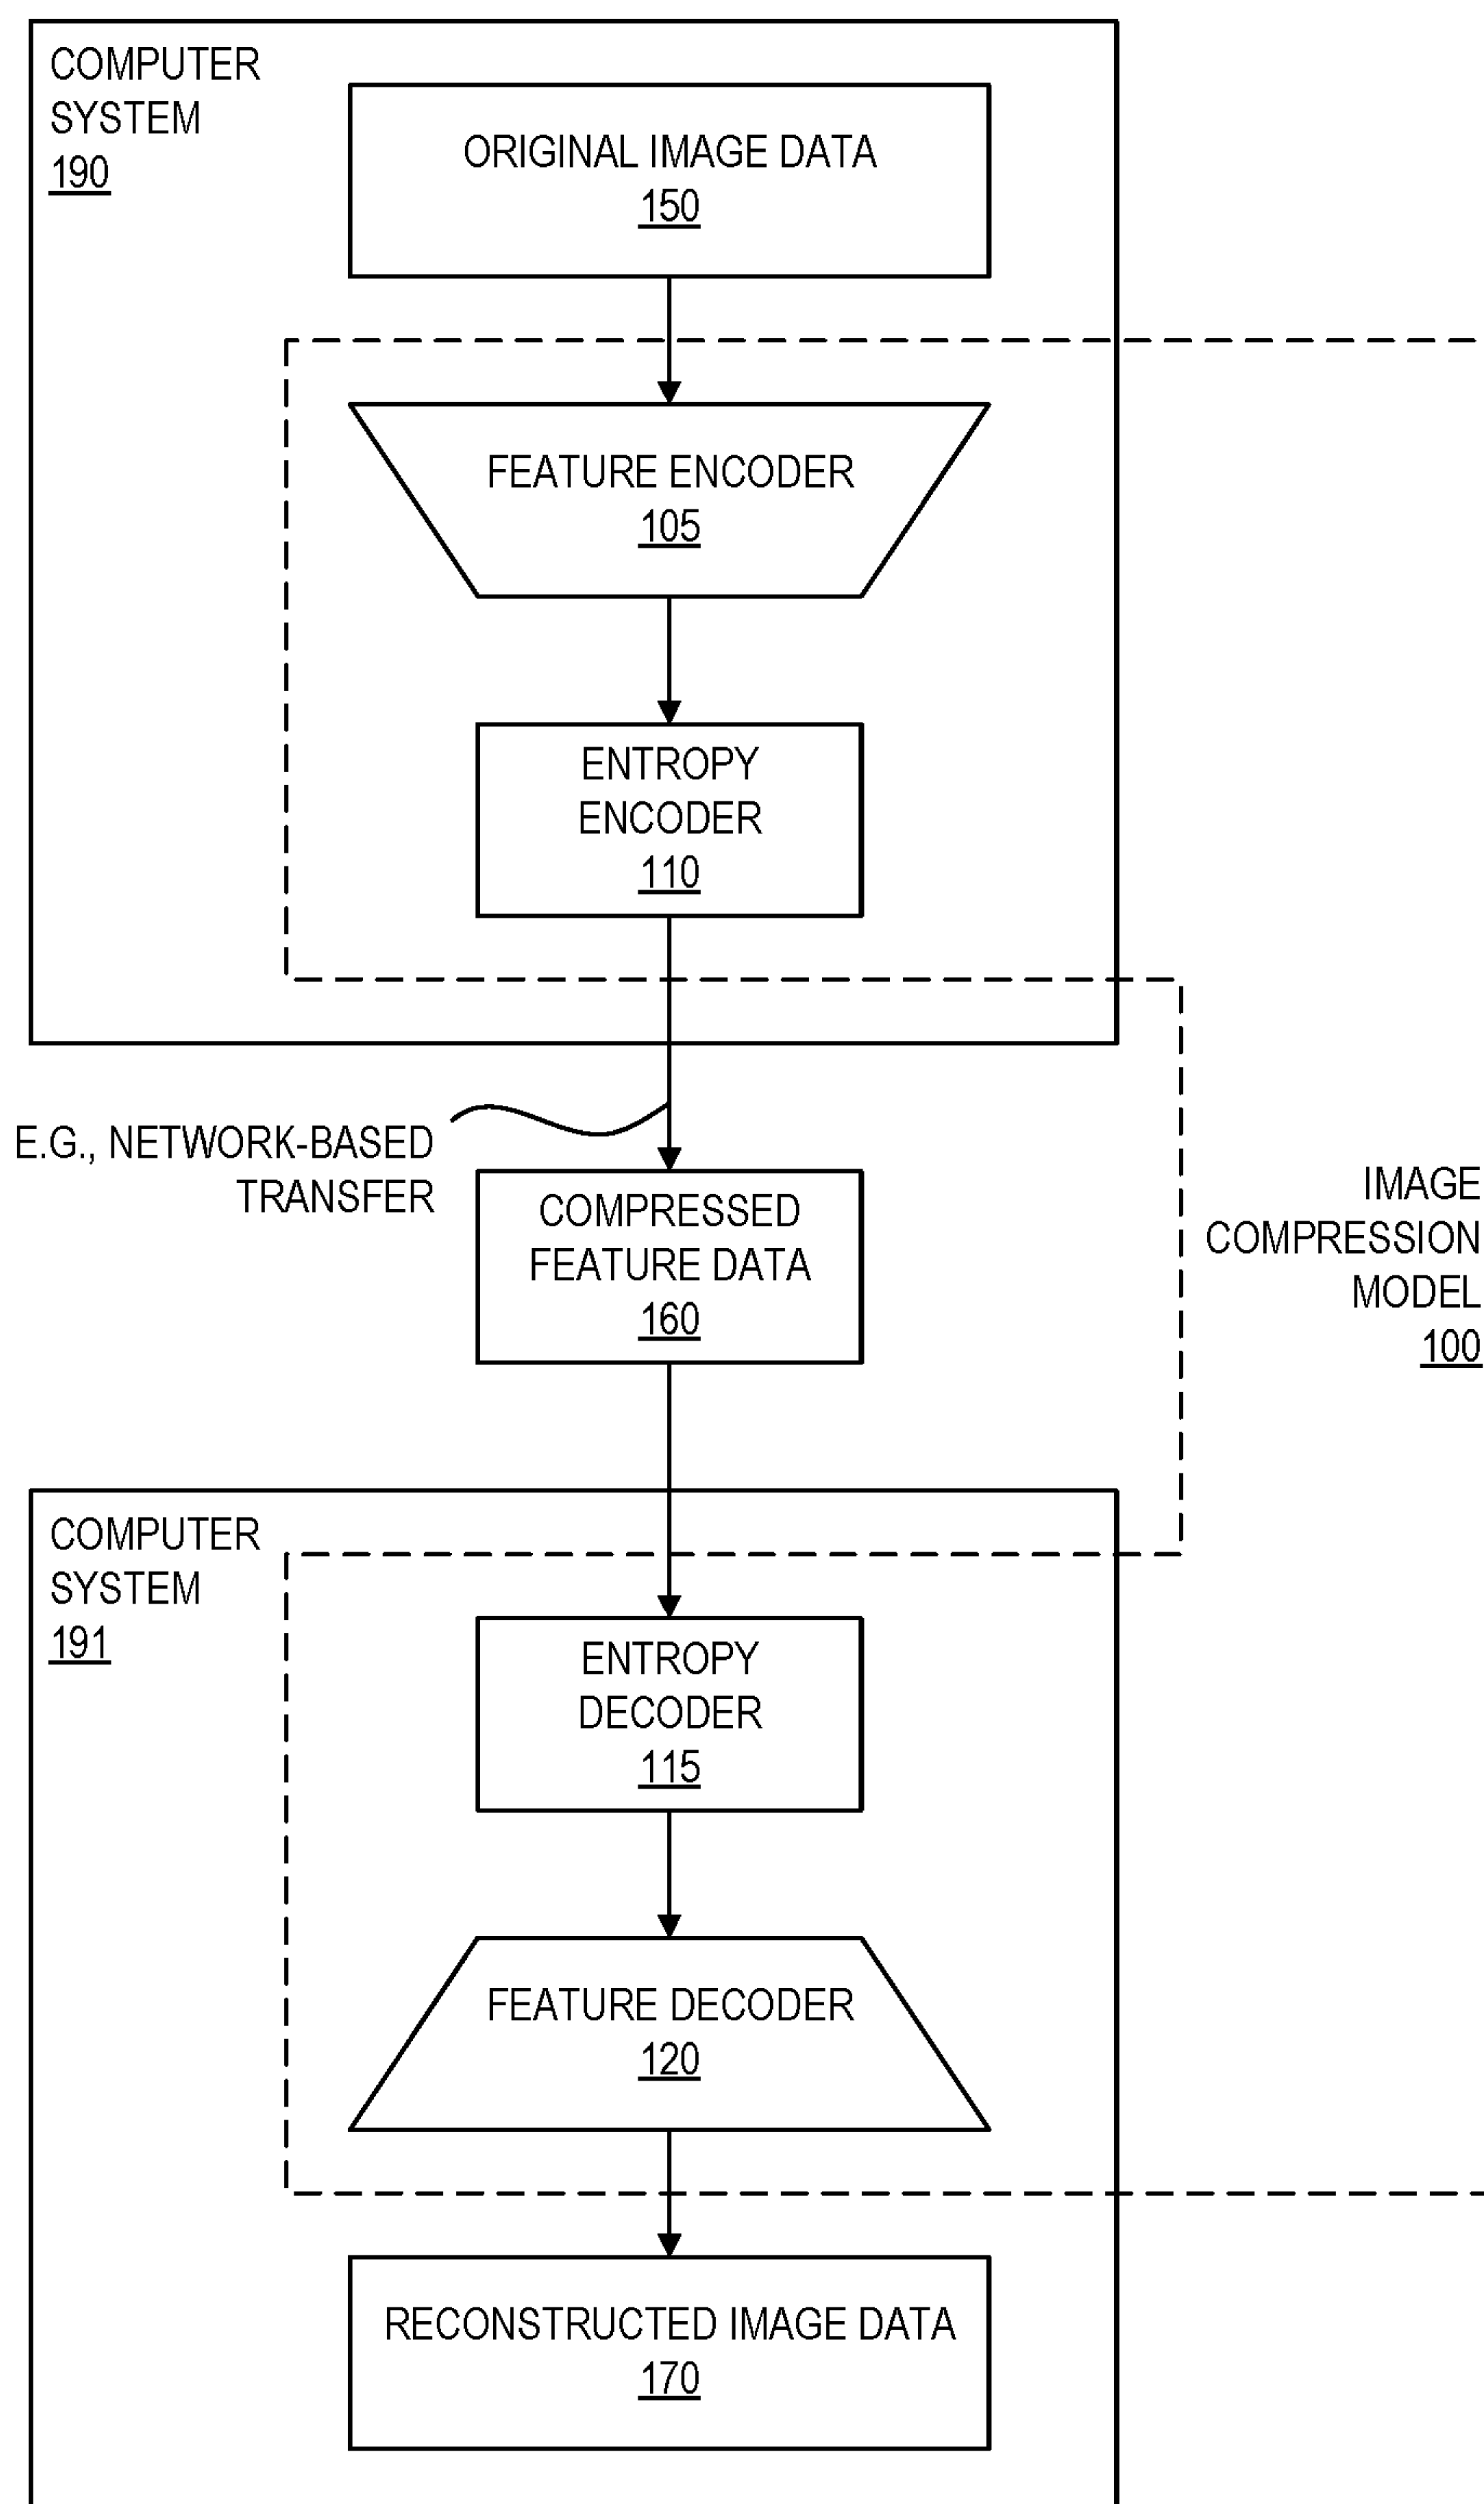 COMPUTER
SYSTEM
190
ORIGINAL IMAGE DATA
150
FEATURE ENCODER
105
ENTROPY
ENCODER
110
E.G., NETWORK-BASED
TRANSFER
COMPRESSED
FEATURE DATA
160
IMAGE
COMPRESSION
MODEL
100
COMPUTER
SYSTEM
191
ENTROPY
DECODER
115
FEATURE DECODER
120
RECONSTRUCTED IMAGE DATA
170